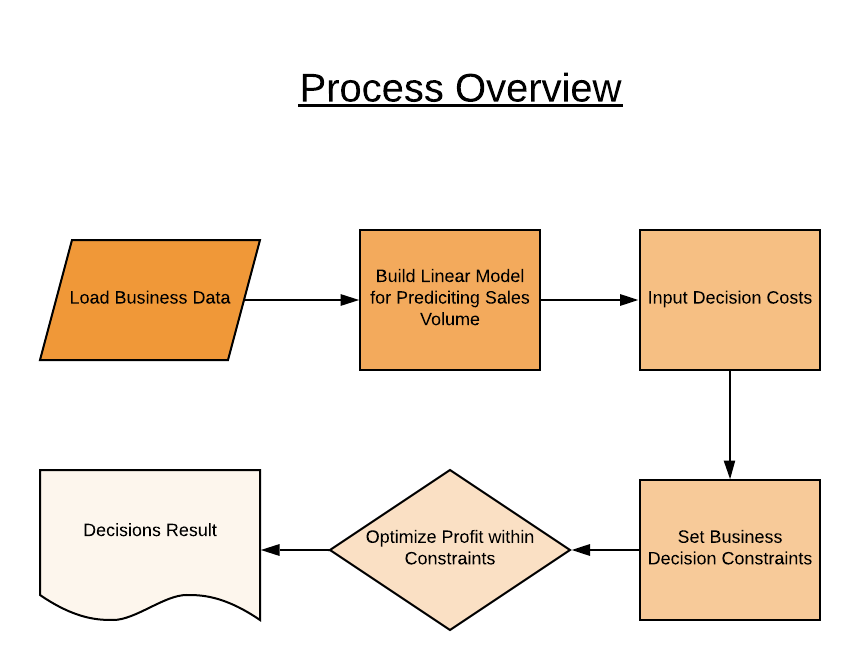 Process Overview
Load Business Data
Build Linear Model
for Prediciting Sales
Volume
Input Decision Costs
Set Business
Decision Constraints
Optimize Profit within
Constraints
Decisions Result